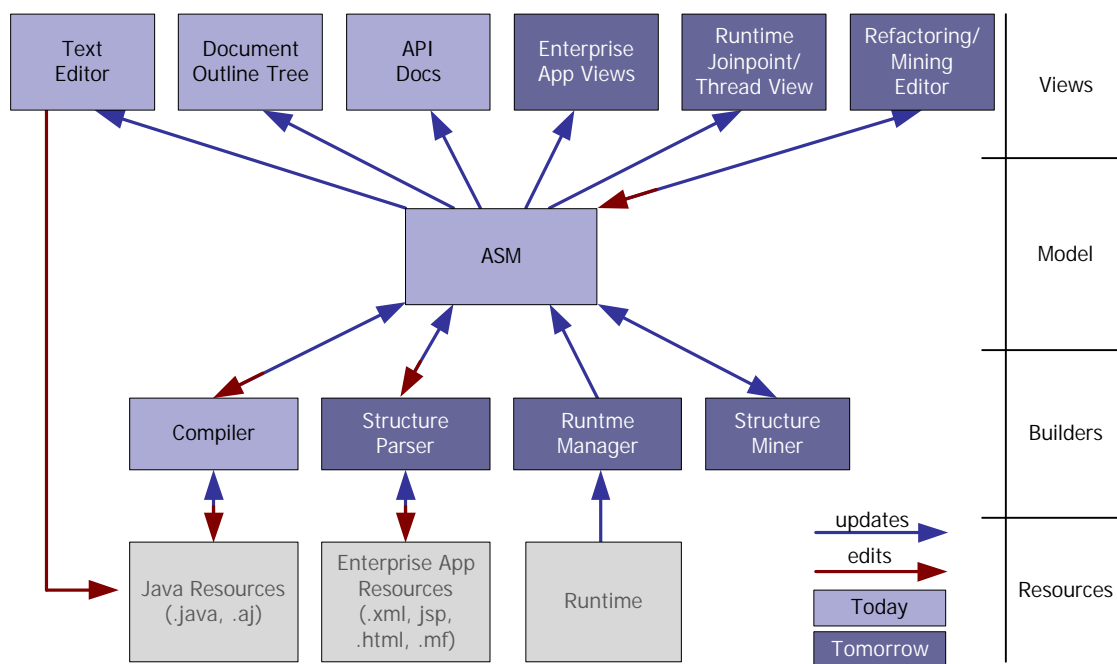 Text
Editor
Document
Outline Tree
API
Docs
Enterprise
App Views
Runtime
Joinpoint/
Thread View
Refactoring/
Mining
Editor
Views
ASM
Model
Compiler
Structure
Parser
Runtme
Manager
Structure
Miner
Builders
updates
edits
Java Resources
(.java, .aj)
Enterprise App
Resources
(.xml, jsp,
.html, .mf)
Runtime
Today
Tomorrow
Resources